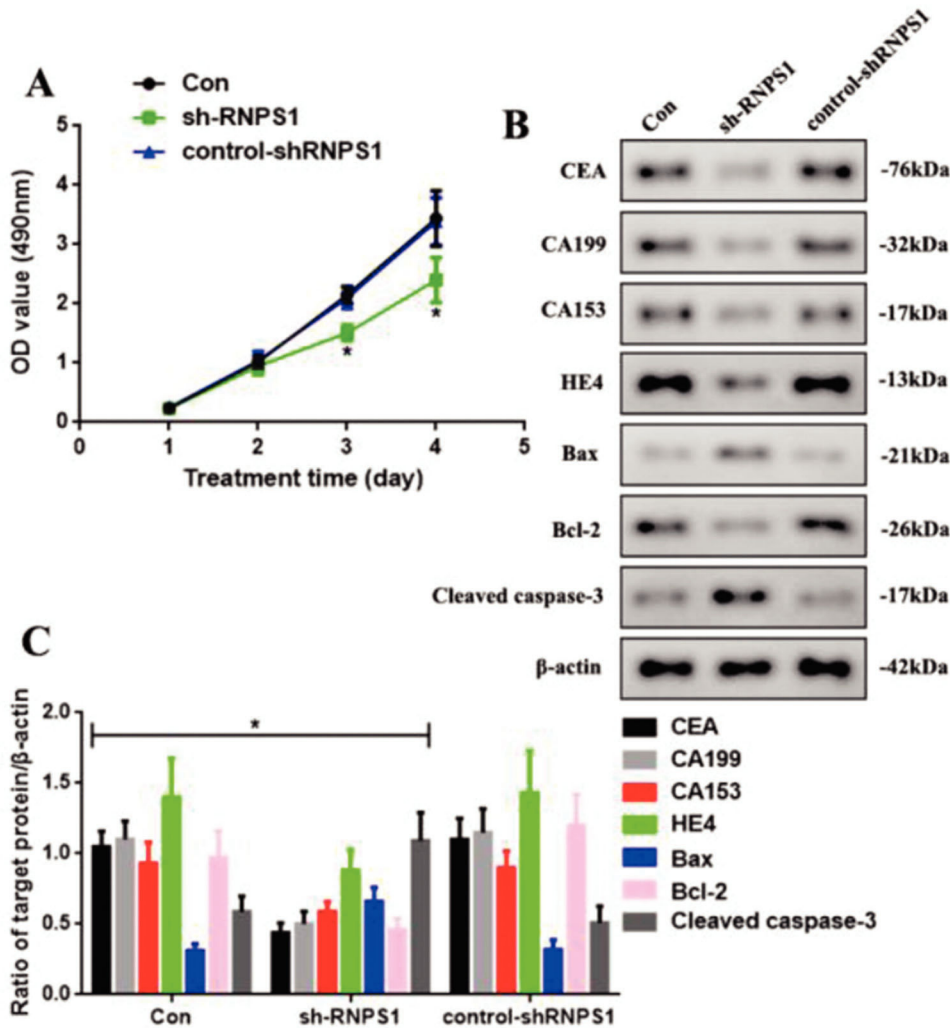 A
Con
sh-RNPS1
control-shRNPS1
5
4
3
2
1
0
OD value (490nm)
0 1 2 3 4 5
* *
Treatment time (day)
B
Con sh-RNPS1 control-shRNPS1
CEA -76kDa
CA199 -32kDa
CA153 -17kDa
HE4 -13kDa
Bax -21kDa
Bcl-2 -26kDa
Cleaved caspase-3 -17kDa
β-actin -42kDa
C
2.0
1.5
1.0
0.5
0.0
Ratio of target protein/β-actin
*
Con sh-RNPS1 control-shRNPS1
CEA
CA199
CA153
HE4
Bax
Bcl-2
Cleaved caspase-3